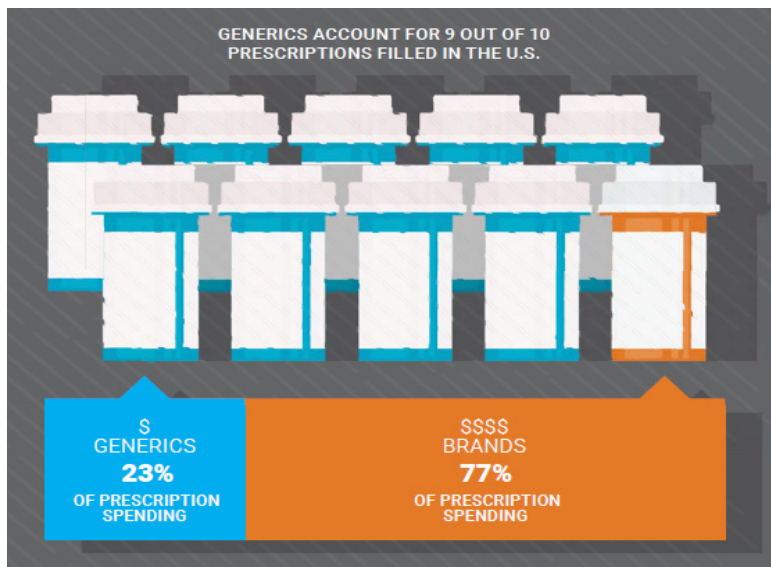 GENERICS ACCOUNT FOR 9 OUT OF 10
PRESCRIPTIONS FILLED IN THE U.S.
$
GENERICS
23%
OF PRESCRIPTION
SPENDING
$$$$
BRANDS
77%
OF PRESCRIPTION
SPENDING